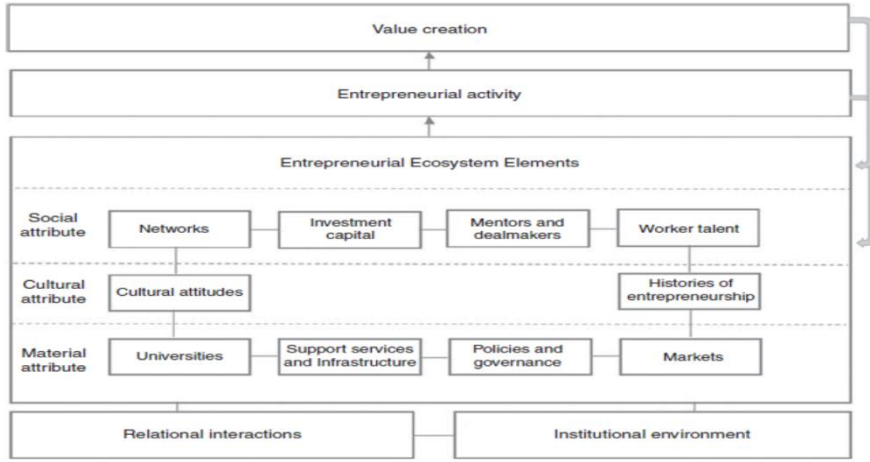 Value creation
Entrepreneurial activity
Entrepreneurial Ecosystem Elements
Social
attribute
Networks
Investment
capital
Mentors and
dealmakers
Worker talent
Cultural
attribute
Cultural attitudes
Histories of
entrepreneurship
Material
attribute
Universities
Support services
and Infrastructure
Policies and
governance
Markets
Relational interactions
Institutional environment